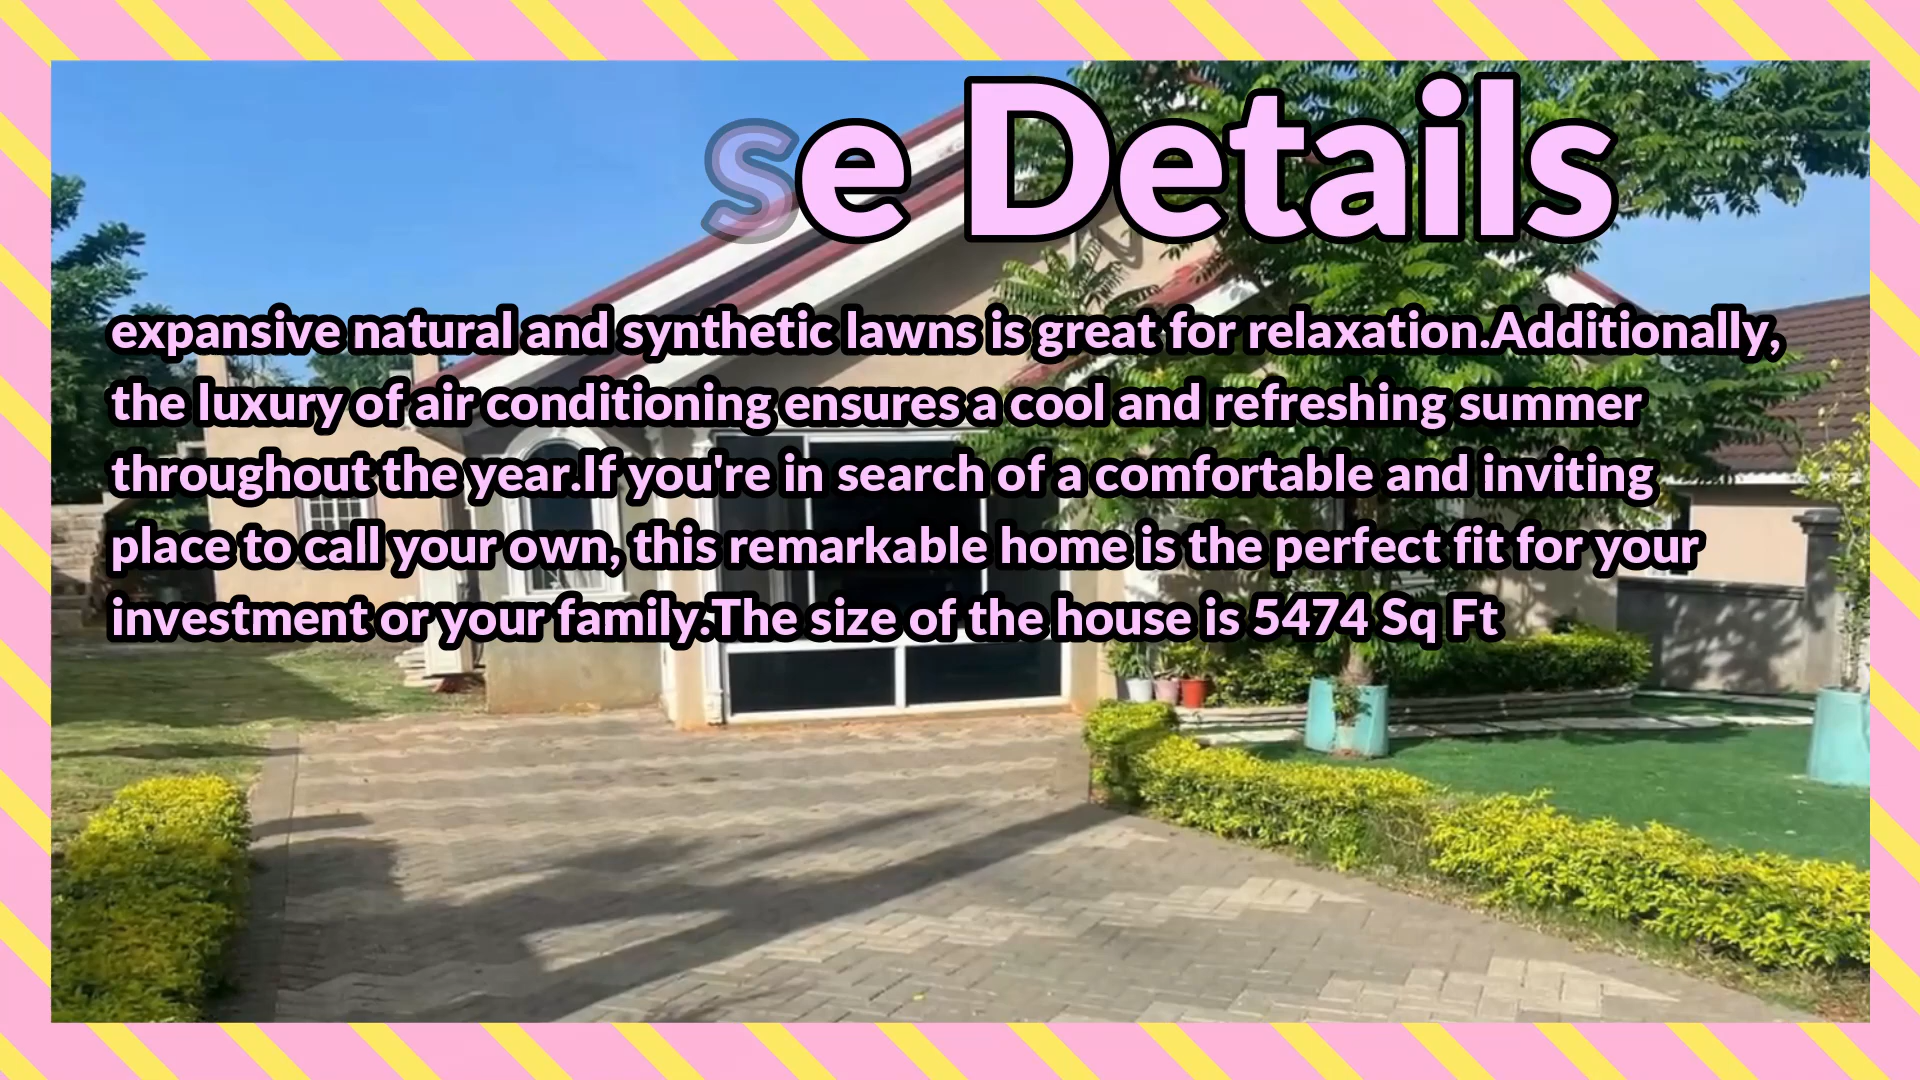 se Details
expansive natural and synthetic lawns is great for relaxation.Additionally,
the luxury of air conditioning ensures a cool and refreshing summer
throughout the year.If you're in search of a comfortable and inviting
place to call your own, this remarkable home is the perfect fit for your
investment or your family.The size of the house is 5474 Sq Ft